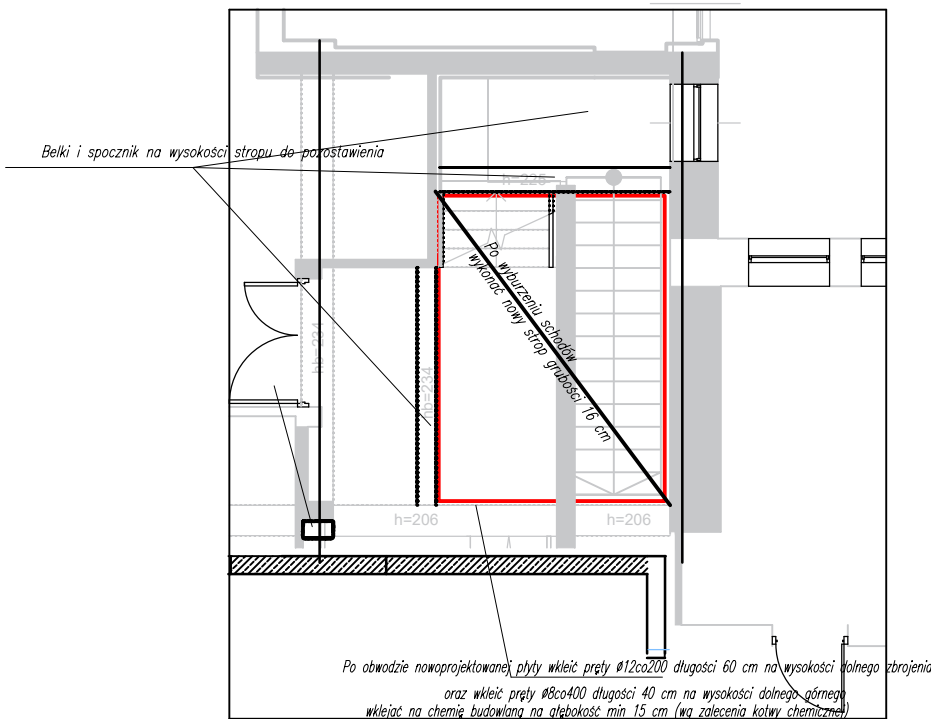 Belki i spocznik na wysokości stropu do pozostawienia
h=225
Po wyburzeniu schodów
wykonać nowy strop grubości 16 cm
hb=234
hb=234
h=206
h=206
Po obwodzie nowoprojektowanej płyty wkleić pręty ø12co200 długości 60 cm na wysokości dolnego zbrojenia
oraz wkleić pręty ø8co400 długości 40 cm na wysokości dolnego górnego
wklejać na chemię budowlaną na głębokość min 15 cm (wg zalecenia kotwy chemicznej)